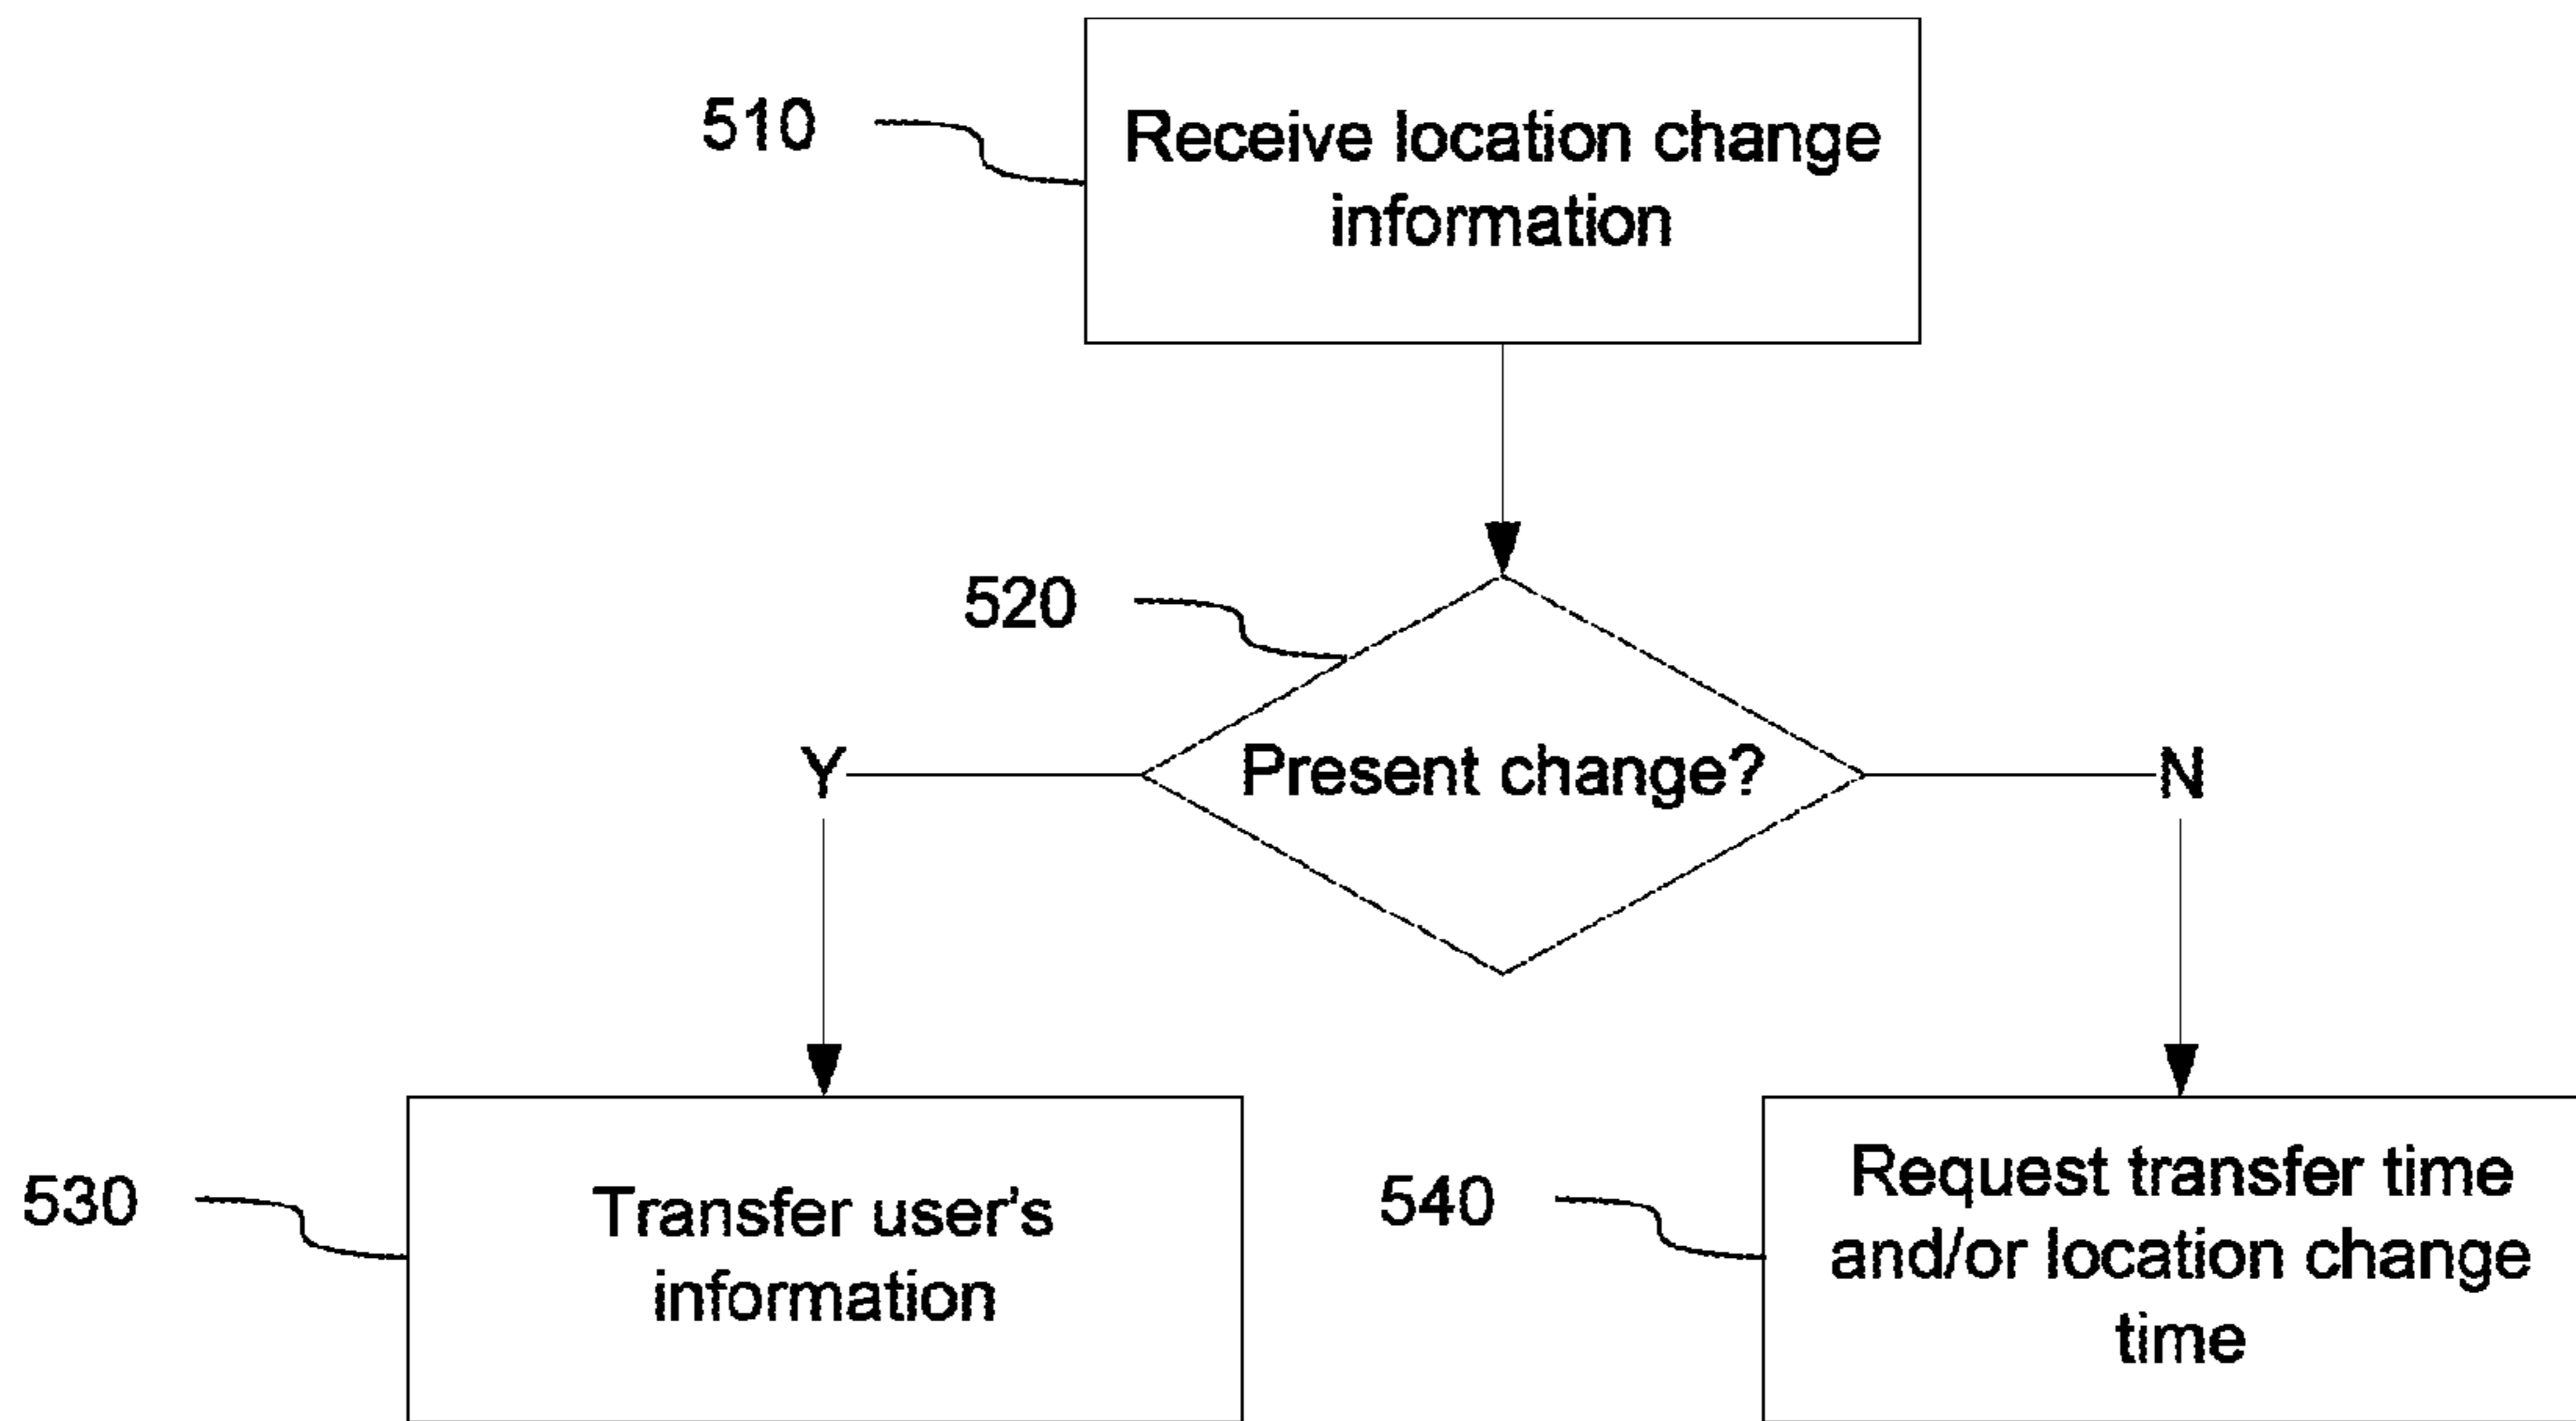 510
Receive location change
information
520
Present change?
Y
N
530
Transfer user's
information
540
Request transfer time
and/or location change
time